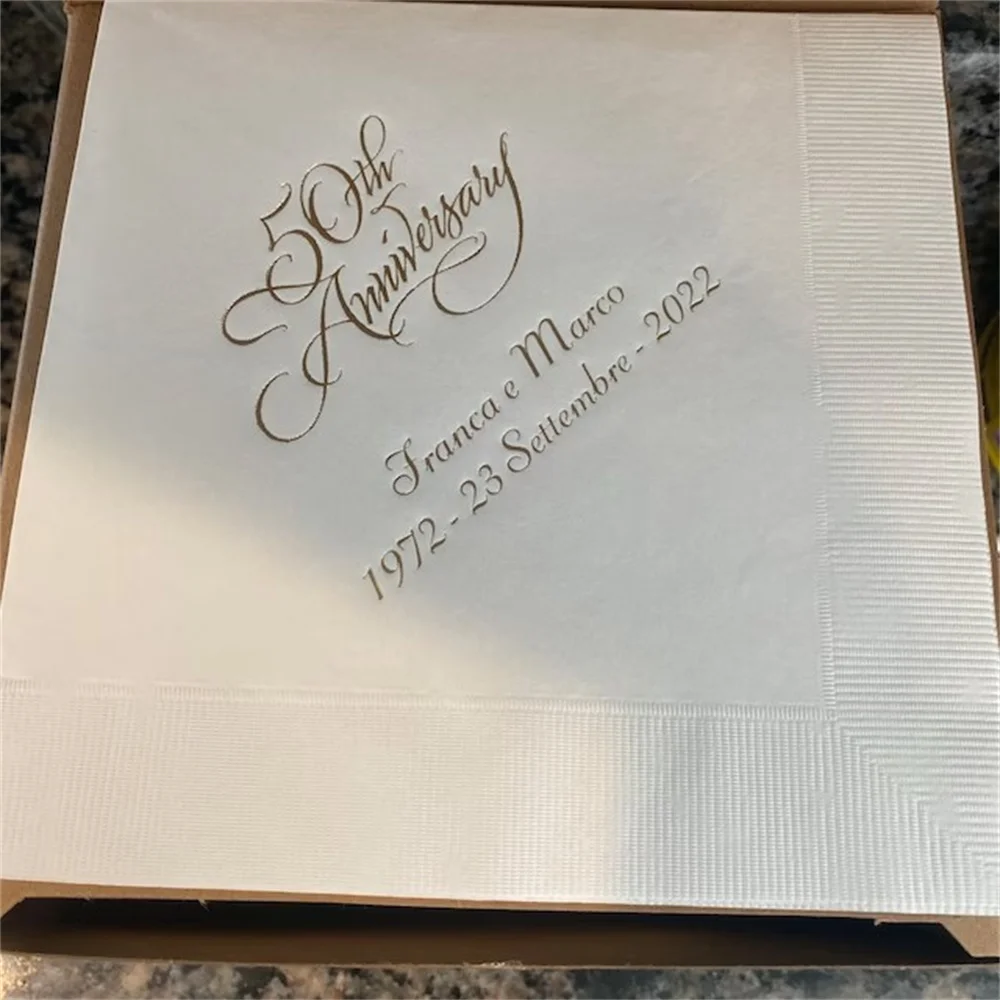 50th
Anniversary
Franca e Marco
1972 - 23 Settembre - 2022